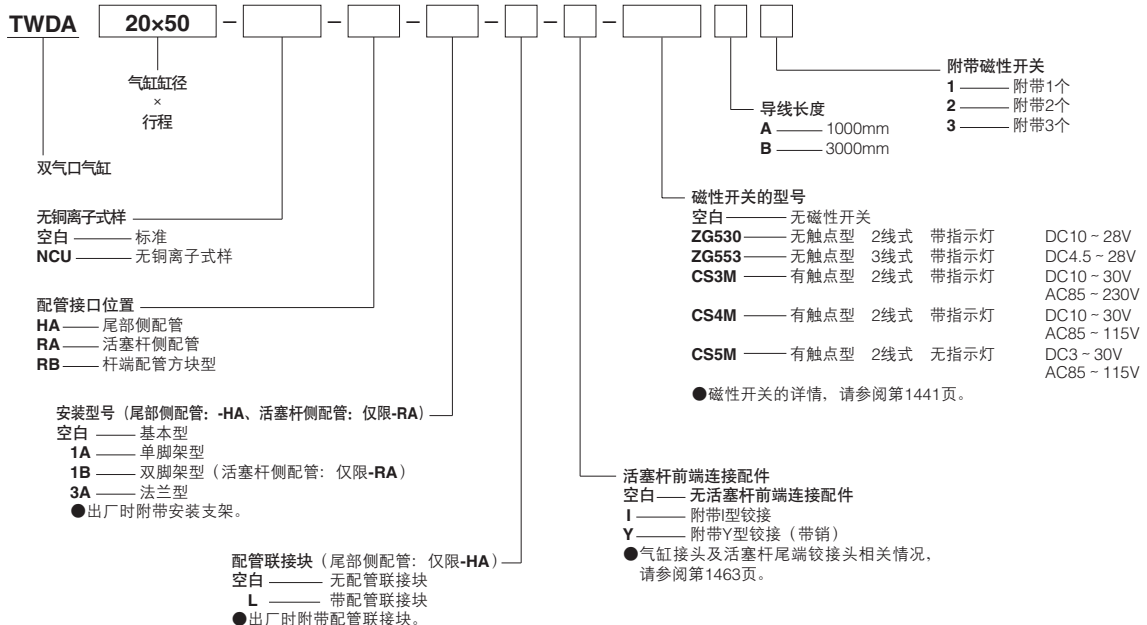 TWDA 20×50 - - - - - -
气缸缸径
×
行程
双气口气缸
无铜离子式样
空白 标准
NCU 无铜离子式样
配管接口位置
HA 尾部侧配管
RA 活塞杆侧配管
RB 杆端配管方块型
安装型号（尾部侧配管：-HA、活塞杆侧配管：仅限-RA）
空白 基本型
1A 单脚架型
1B 双脚架型（活塞杆侧配管：仅限-RA）
3A 法兰型
●出厂时附带安装支架。
配管联接块（尾部侧配管：仅限-HA）
空白 无配管联接块
L 带配管联接块
●出厂时附带配管联接块。
活塞杆前端连接配件
空白 无活塞杆前端连接配件
I 附带I型铰接
Y 附带Y型铰接（带销）
●气缸接头及活塞杆尾端铰接头相关情况，
请参阅第1463页。
磁性开关的型号
空白 无磁性开关
ZG530 无触点型 2线式 带指示灯 DC10～28V
ZG553 无触点型 3线式 带指示灯 DC4.5～28V
CS3M 有触点型 2线式 带指示灯 DC10～30V
AC85～230V
CS4M 有触点型 2线式 带指示灯 DC10～30V
AC85～115V
CS5M 有触点型 2线式 无指示灯 DC3～30V
AC85～115V
●磁性开关的详情，请参阅第1441页。
导线长度
A 1000mm
B 3000mm
附带磁性开关
1 附带1个
2 附带2个
3 附带3个